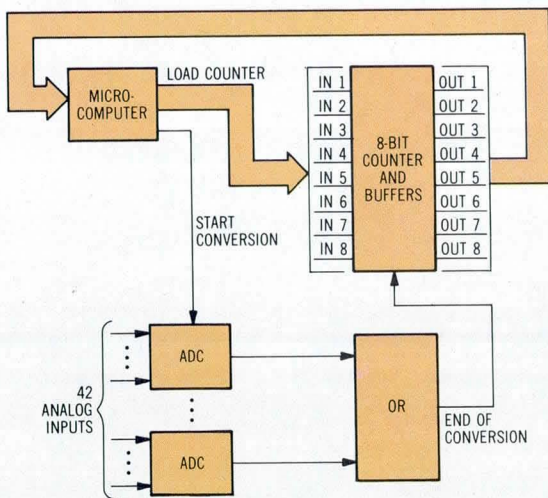 LOAD COUNTER
MICRO-
COMPUTER
IN 1
IN 2
IN 3
IN 4
IN 5
IN 6
IN 7
IN 8
8-BIT
COUNTER
AND
BUFFERS
OUT 1
OUT 2
OUT 3
OUT 4
OUT 5
OUT 6
OUT 7
OUT 8
START
CONVERSION
42
ANALOG
INPUTS
ADC
ADC
OR
END OF
CONVERSION